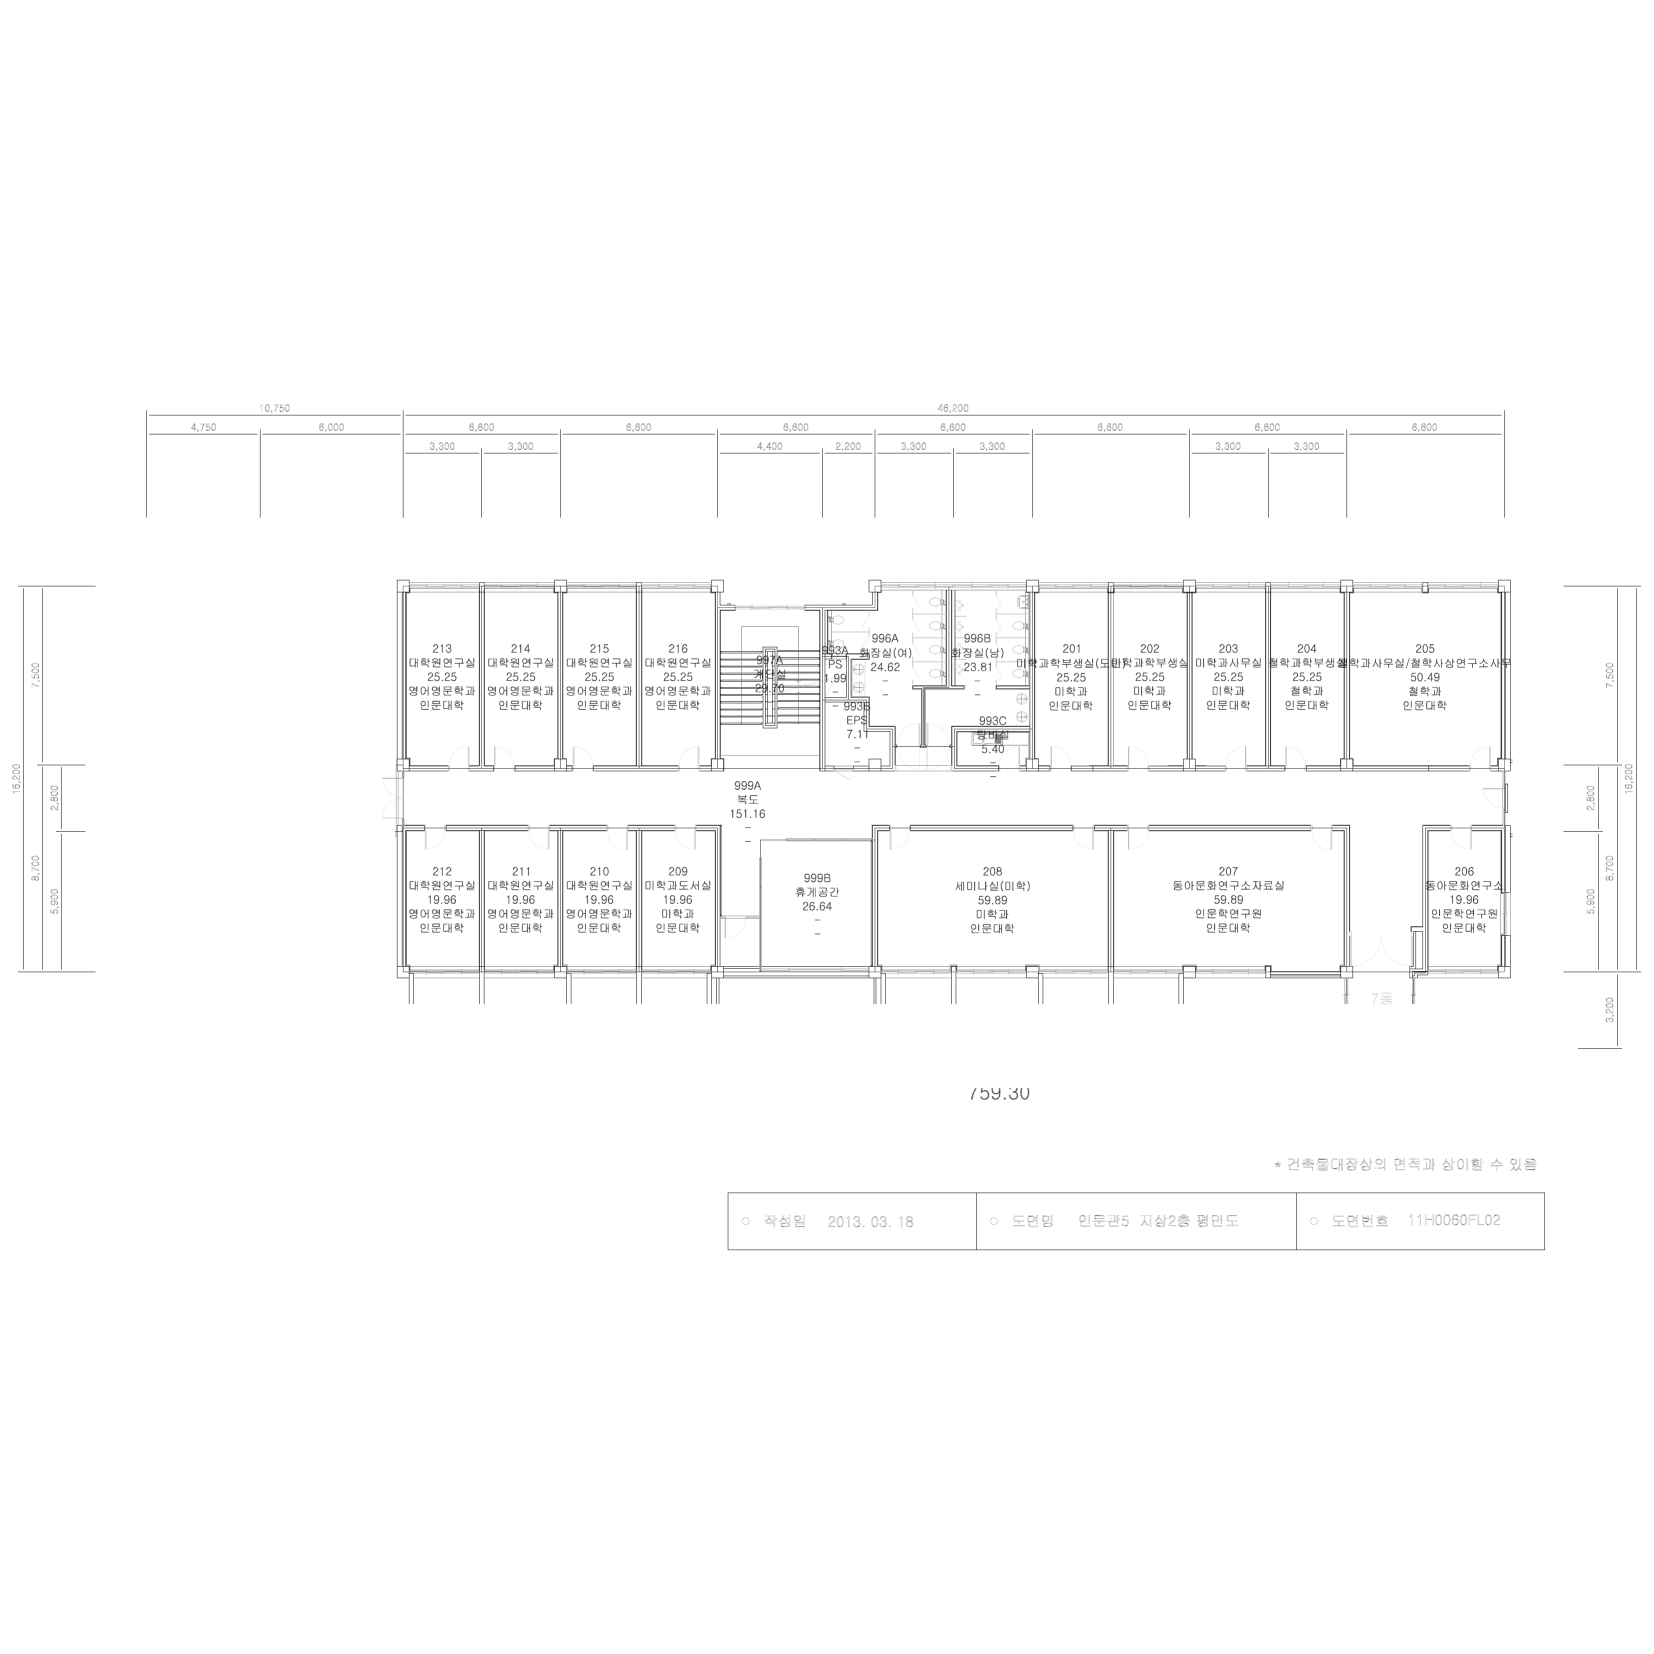 10,750
46,200
4,750
6,000
6,600
6,600
6,600
6,600
6,600
6,600
6,600
3,300
3,300
4,400
2,200
3,300
3,300
3,300
3,300
16,200
7,500
2,800
8,700
5,900
213
대학원연구실
25.25
영어영문학과
인문대학
214
대학원연구실
25.25
영어영문학과
인문대학
215
대학원연구실
25.25
영어영문학과
인문대학
216
대학원연구실
25.25
영어영문학과
인문대학
997A
계단실
29.70
993A
PS
1.99
993B
EPS
7.11
996A
화장실(여)
24.62
996B
화장실(남)
23.81
993C
탕비실
5.40
201
미학과학부생실(도반)
25.25
미학과
인문대학
202
미학과학부생실
25.25
미학과
인문대학
203
미학과사무실
25.25
미학과
인문대학
204
철학과학부생실
25.25
철학과
인문대학
205
철학과사무실/철학사상연구소사무실
50.49
철학과
인문대학
999A
복도
151.16
212
대학원연구실
19.96
영어영문학과
인문대학
211
대학원연구실
19.96
영어영문학과
인문대학
210
대학원연구실
19.96
영어영문학과
인문대학
209
미학과도서실
19.96
미학과
인문대학
999B
휴게공간
26.64
208
세미나실(미학)
59.89
미학과
인문대학
207
동아문화연구소자료실
59.89
인문학연구원
인문대학
206
동아문화연구소
19.96
인문학연구원
인문대학
7동
7,500
2,800
16,200
8,700
5,900
3,200
759.30
* 건축물대장상의 면적과 상이할 수 있음
○ 작성일 2013. 03. 18
○ 도면명 인문관5 지상2층 평면도
○ 도면번호 11H0060FL02